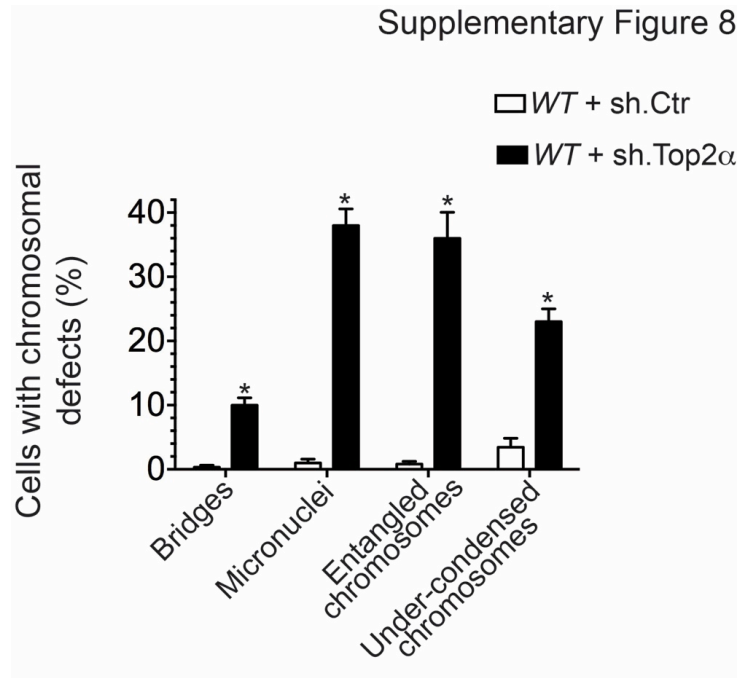 Supplementary Figure 8
WT + sh.Ctr
WT + sh.Top2α
Cells with chromosomal
defects (%)
40
30
20
10
0
*
*
*
*
Bridges
Micronuclei
Entangled
chromosomes
Under-condensed
chromosomes